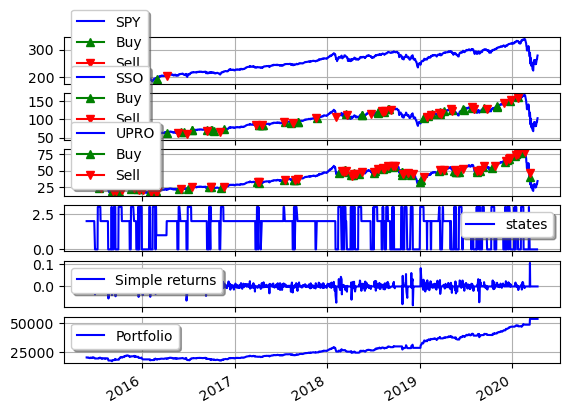 SPY
Buy
Sell
300
200
SSO
Buy
Sell
150
100
50
UPRO
Buy
Sell
75
50
25
2.5
0.0
states
0.1
0.0
Simple returns
50000
25000
Portfolio
2016
2017
2018
2019
2020